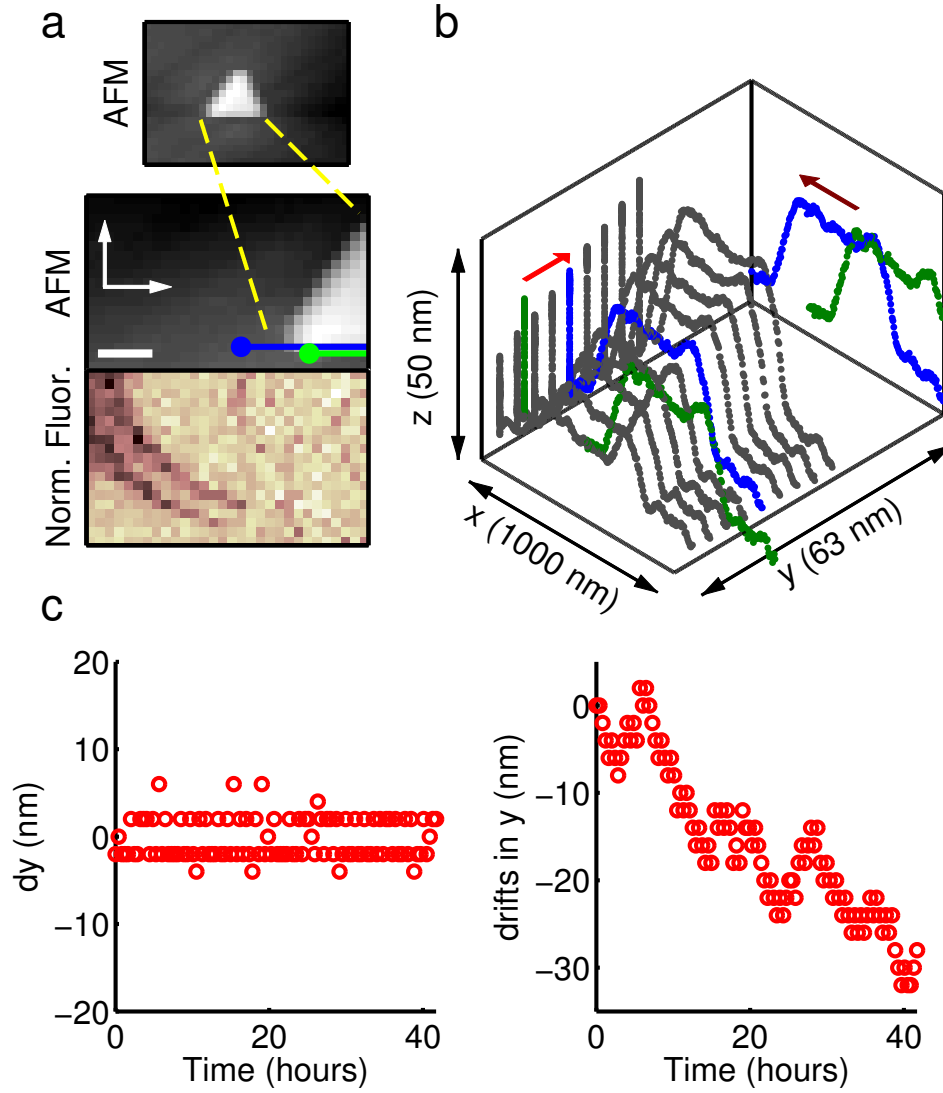 a
AFM
AFM
Norm. Fluor.
b
z (50 nm)
x (1000 nm)
y (63 nm)
c
20
10
0
−10
−20
dy (nm)
0 20 40
Time (hours)
0
−10
−20
−30
drifts in y (nm)
0 20 40
Time (hours)